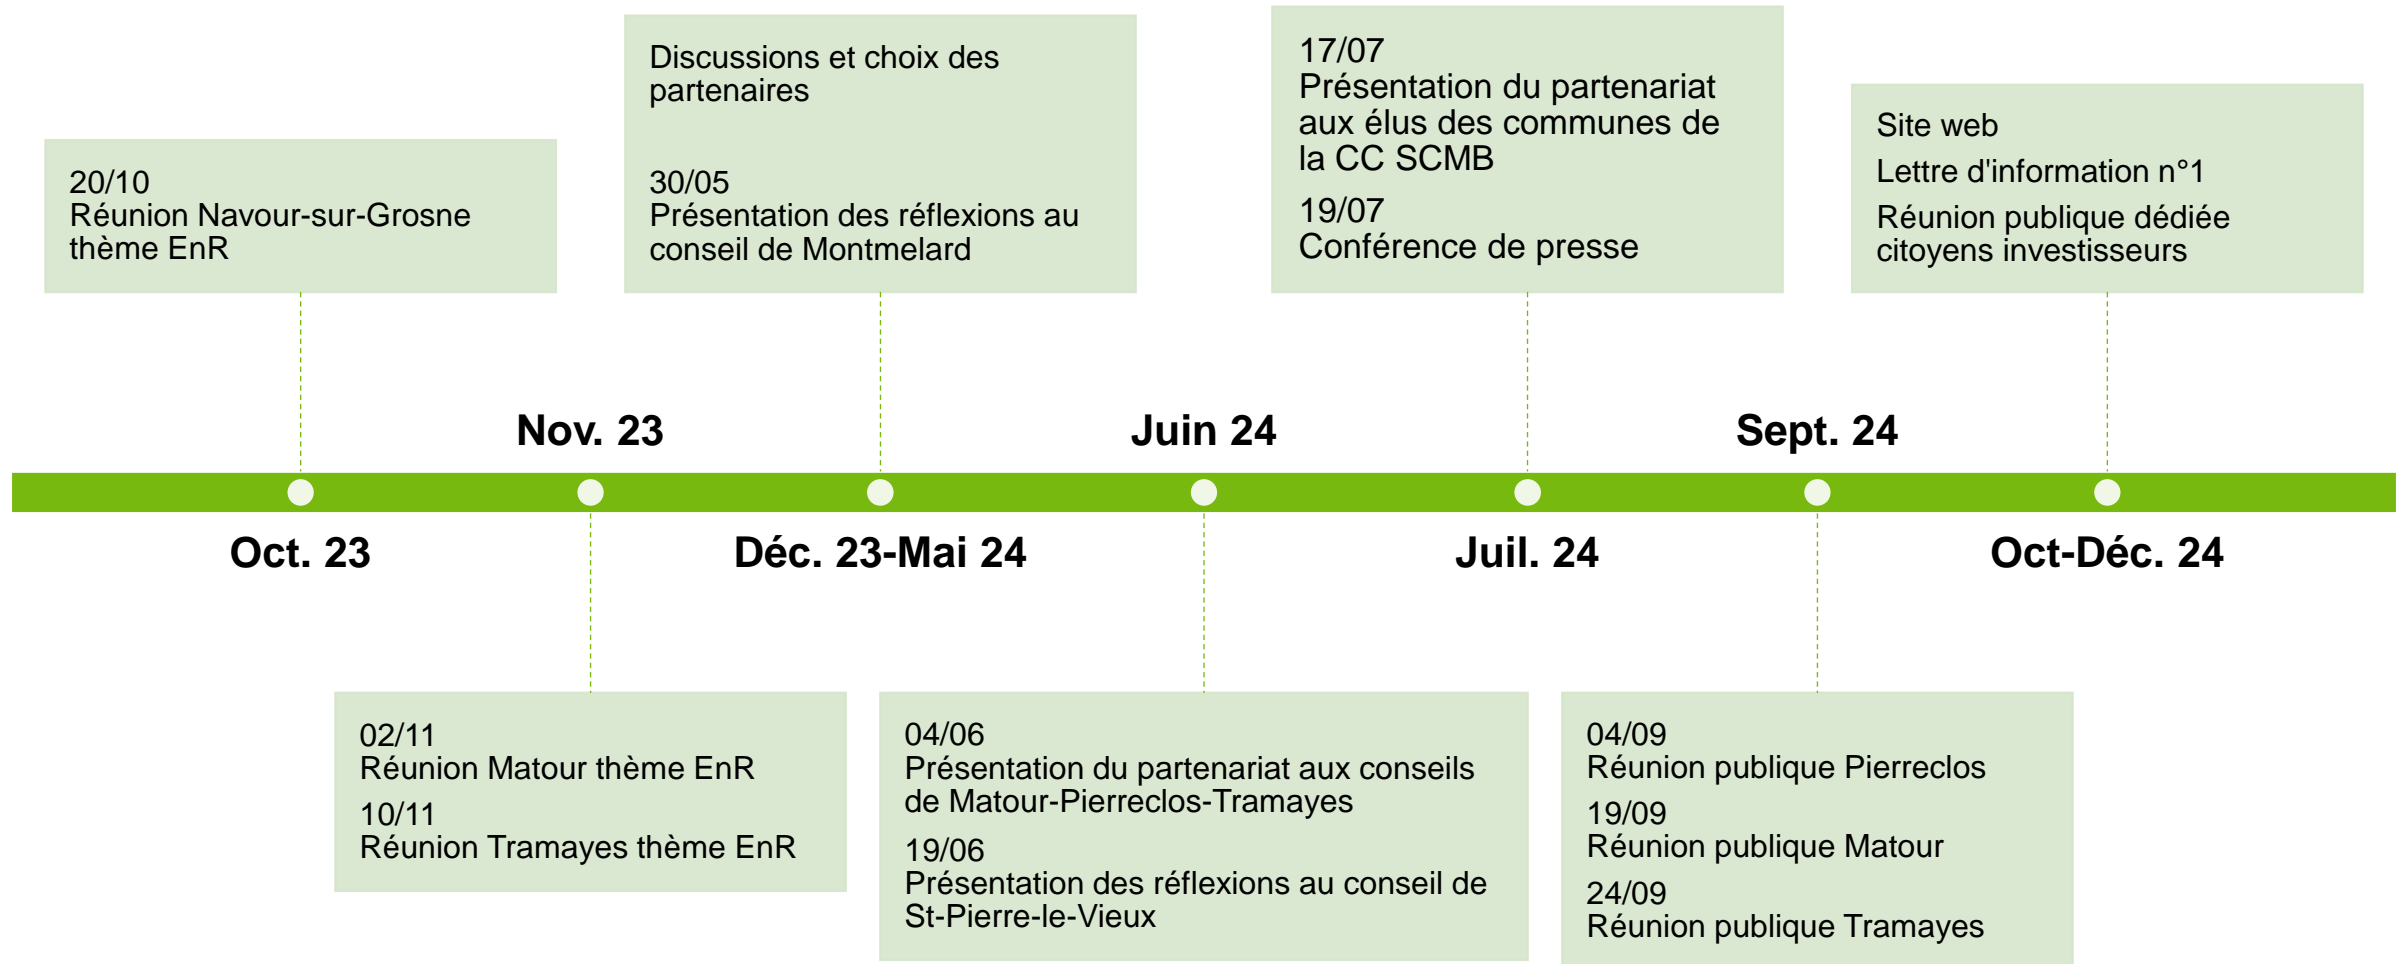 20/10
Réunion Navour-sur-Grosne
thème EnR
Discussions et choix des
partenaires
30/05
Présentation des réflexions au
conseil de Montmelard
17/07
Présentation du partenariat
aux élus des communes de
la CC SCMB
19/07
Conférence de presse
Site web
Lettre d'information n°1
Réunion publique dédiée
citoyens investisseurs
Nov. 23
Juin 24
Sept. 24
Oct. 23
Déc. 23-Mai 24
Juil. 24
Oct-Déc. 24
02/11
Réunion Matour thème EnR
10/11
Réunion Tramayes thème EnR
04/06
Présentation du partenariat aux conseils
de Matour-Pierreclos-Tramayes
19/06
Présentation des réflexions au conseil de
St-Pierre-le-Vieux
04/09
Réunion publique Pierreclos
19/09
Réunion publique Matour
24/09
Réunion publique Tramayes